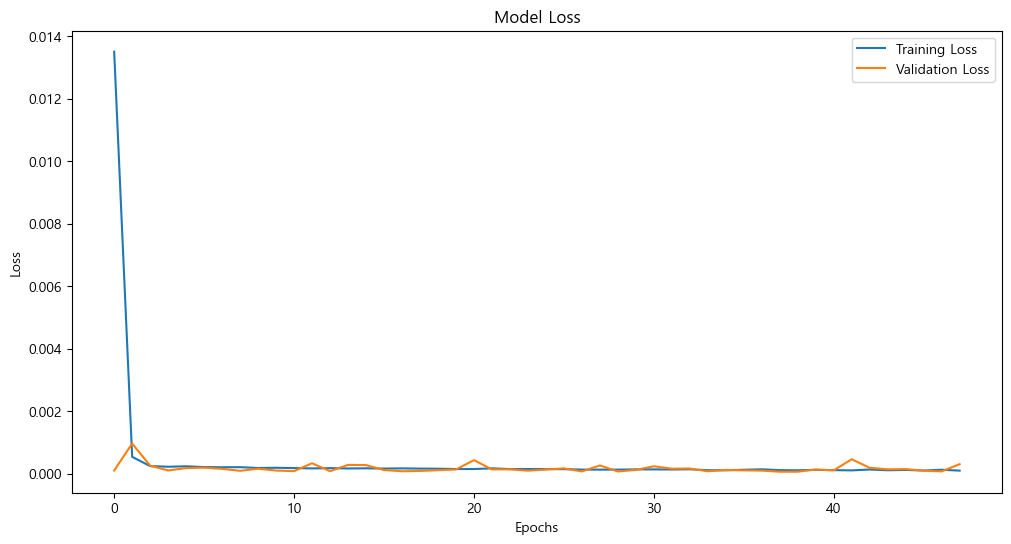 Model Loss
Training Loss
Validation Loss
0.014
0.012
0.010
0.008
0.006
0.004
0.002
0.000
Loss
0 10 20 30 40
Epochs